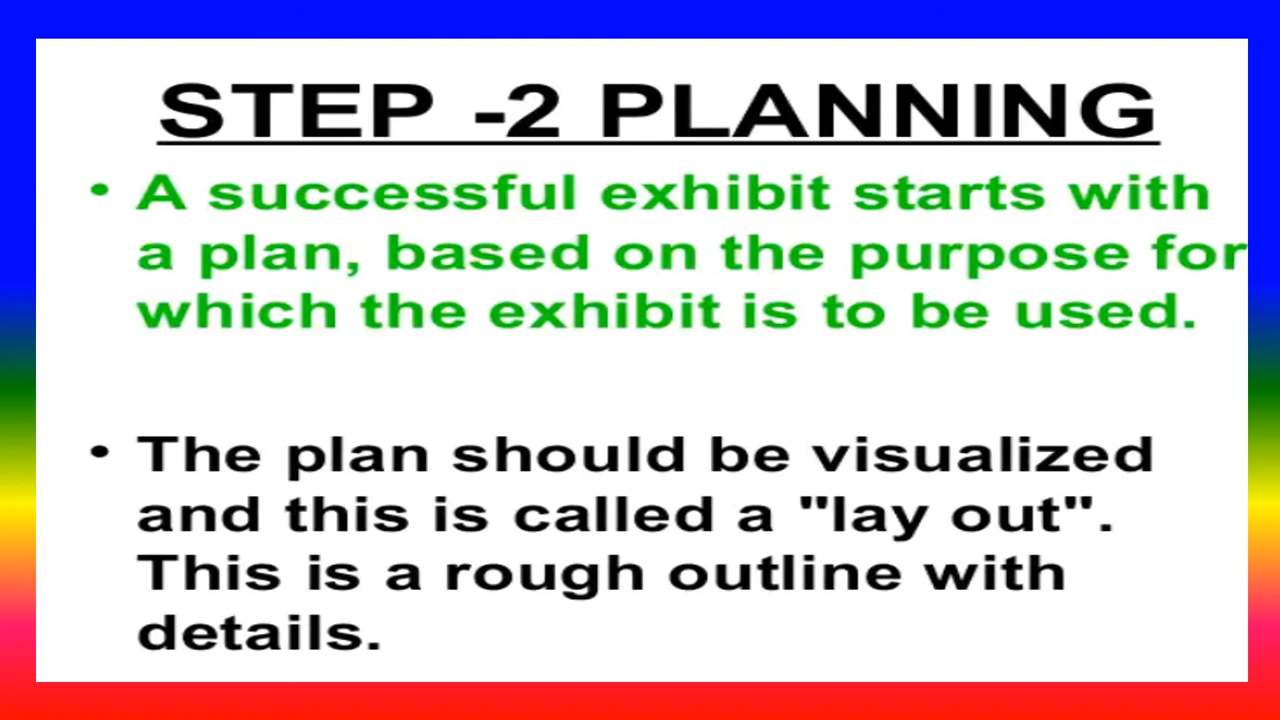 STEP -2 PLANNING
• A successful exhibit starts with
a plan, based on the purpose for
which the exhibit is to be used.
• The plan should be visualized
and this is called a "lay out".
This is a rough outline with
details.